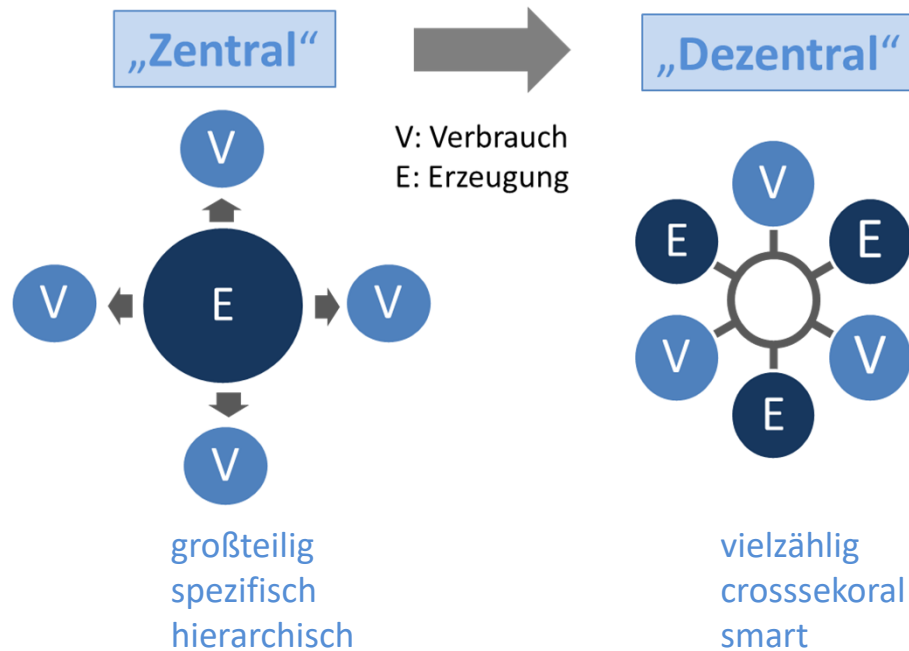 „Zentral“
„Dezentral“
V: Verbrauch
E: Erzeugung
V
V
E
V
V
V
E
E
V
V
E
großteilig
spezifisch
hierarchisch
vielzählig
crosssekoral
smart